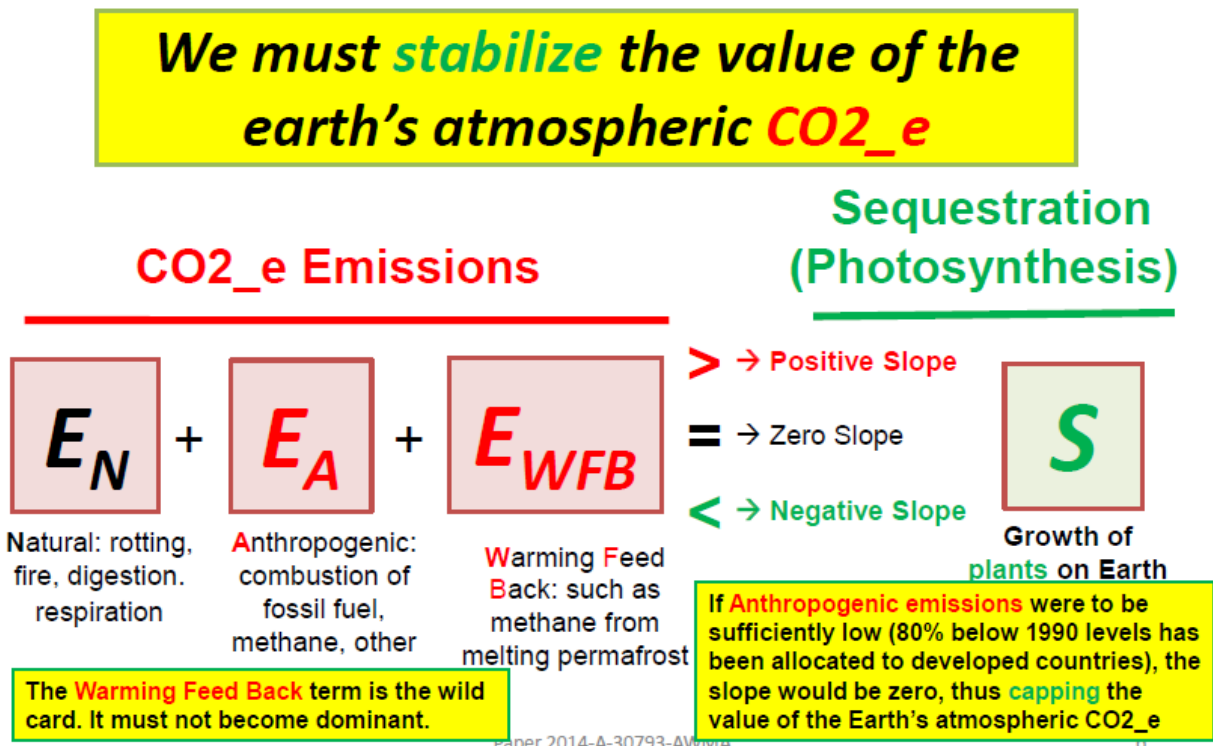 We must stabilize the value of the
earth's atmospheric CO2_e
CO2_e Emissions
Sequestration
(Photosynthesis)
E_N + E_A + E_WFB
> → Positive Slope
= → Zero Slope
< → Negative Slope
S
Natural: rotting,
fire, digestion.
respiration
Anthropogenic:
combustion of
fossil fuel,
methane, other
Warming Feed
Back: such as
methane from
melting permafrost
Growth of
plants on Earth
The Warming Feed Back term is the wild
card. It must not become dominant.
If Anthropogenic emissions were to be
sufficiently low (80% below 1990 levels has
been allocated to developed countries), the
slope would be zero, thus capping the
value of the Earth's atmospheric CO2_e
Paper 2014-A-30793-AWMA